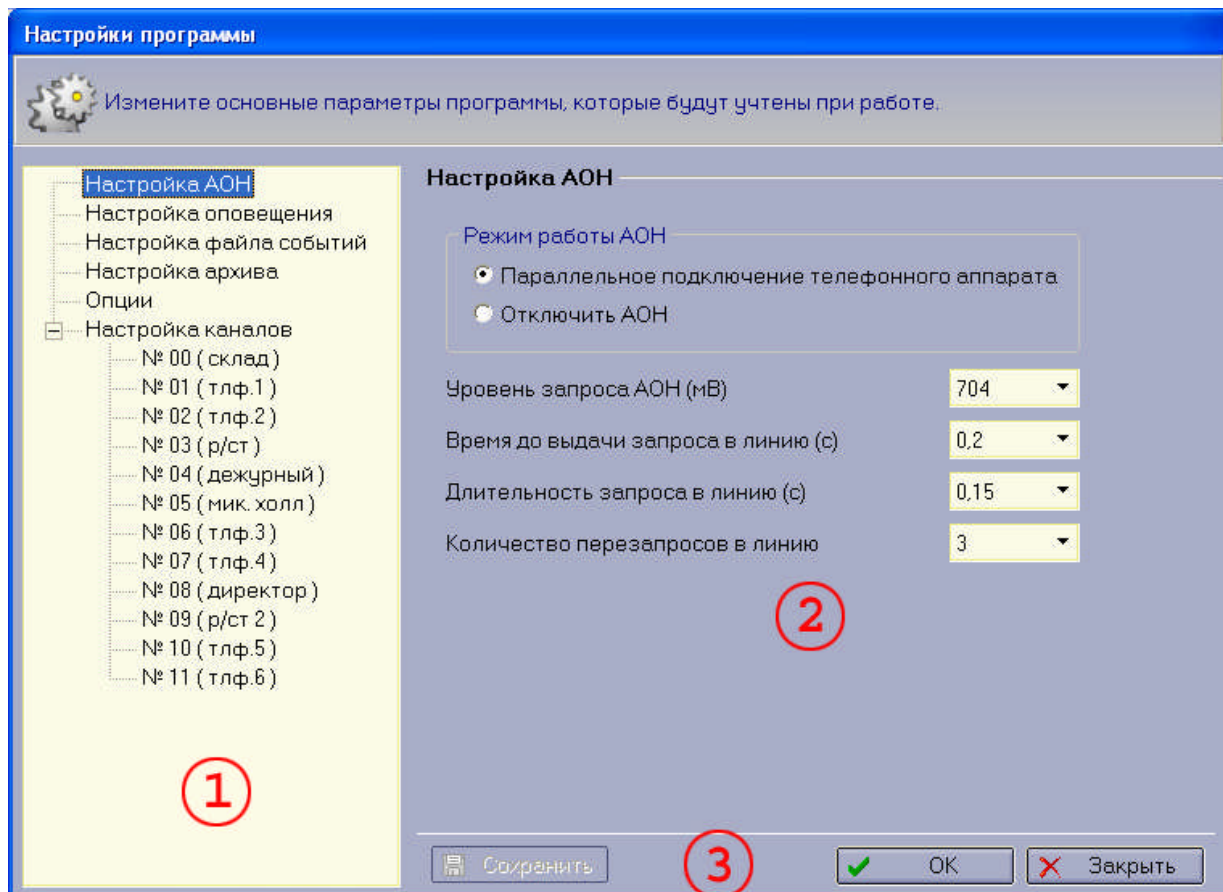 Настройки программы
Измените основные параметры программы, которые будут учтены при работе.
Настройка АОН
Настройка оповещения
Настройка файла событий
Настройка архива
Опции
Настройка каналов
№ 00 ( склад )
№ 01 ( тлф.1 )
№ 02 ( тлф.2 )
№ 03 ( р/ст )
№ 04 ( дежурный )
№ 05 ( мик. холл )
№ 06 ( тлф.3 )
№ 07 ( тлф.4 )
№ 08 ( директор )
№ 09 ( р/ст 2 )
№ 10 ( тлф.5 )
№ 11 ( тлф.6 )
1
Настройка АОН
Режим работы АОН
Параллельное подключение телефонного аппарата
Отключить АОН
Уровень запроса АОН (мВ) 704
Время до выдачи запроса в линию (с) 0,2
Длительность запроса в линию (с) 0,15
Количество перезапросов в линию 3
2
Сохранить 3 OK Закрыть